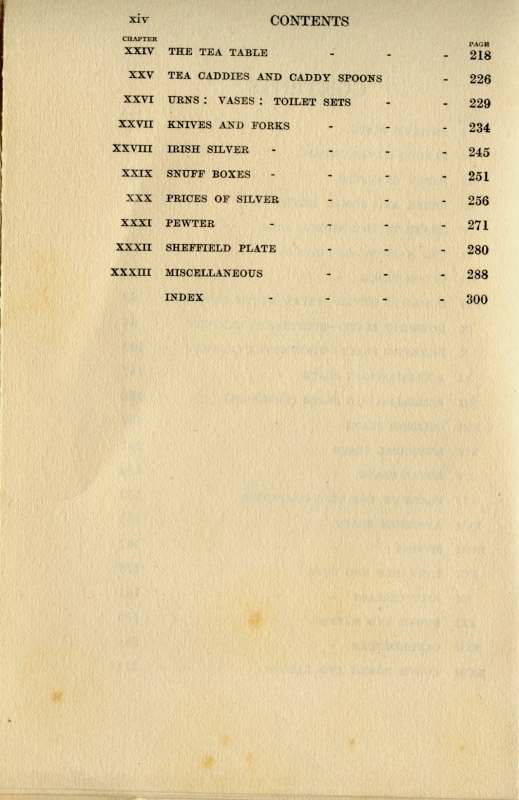 xiv CONTENTS
CHAPTER PAGE
XXIV THE TEA TABLE - - - 218
XXV TEA CADDIES AND CADDY SPOONS - 226
XXVI URNS : VASES : TOILET SETS - - 229
XXVII KNIVES AND FORKS - - - 234
XXVIII IRISH SILVER - - - - 245
XXIX SNUFF BOXES - - - - 251
XXX PRICES OF SILVER - - - 256
XXXI PEWTER - - - - 271
XXXII SHEFFIELD PLATE - - - 280
XXXIII MISCELLANEOUS - - - 288
INDEX - - - - 300